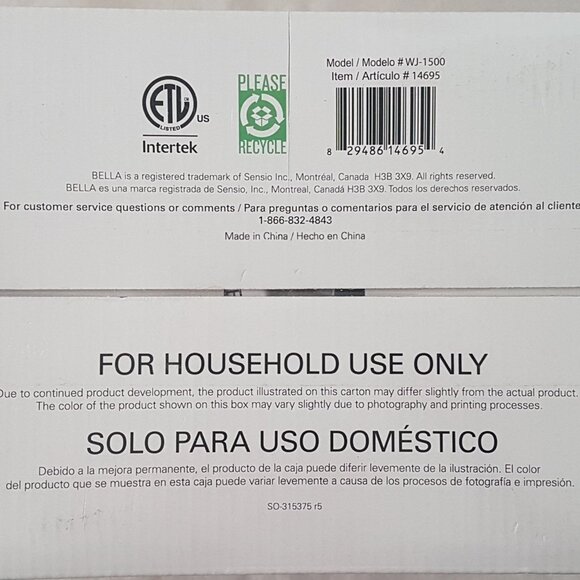 Model / Modelo # WJ-1500
Item / Artículo # 14695
ETL
CM
LISTED
US
Intertek
PLEASE
RECYCLE
8 29486 14695 4
BELLA is a registered trademark of Sensio Inc., Montréal, Canada H3B 3X9. All rights reserved.
BELLA es una marca registrada de Sensio, Inc., Montreal, Canadá H3B 3X9. Todos los derechos reservados.
For customer service questions or comments / Para preguntas o comentarios para el servicio de atención al cliente
1-866-832-4843
Made in China / Hecho en China
FOR HOUSEHOLD USE ONLY
Due to continued product development, the product illustrated on this carton may differ slightly from the actual product.
The color of the product shown on this box may vary slightly due to photography and printing processes.
SOLO PARA USO DOMÉSTICO
Debido a la mejora permanente, el producto de la caja puede diferir levemente de la ilustración. El color
del producto que se muestra en esta caja puede variar levemente a causa de los procesos de fotografía e impresión.
SO-315375 r5